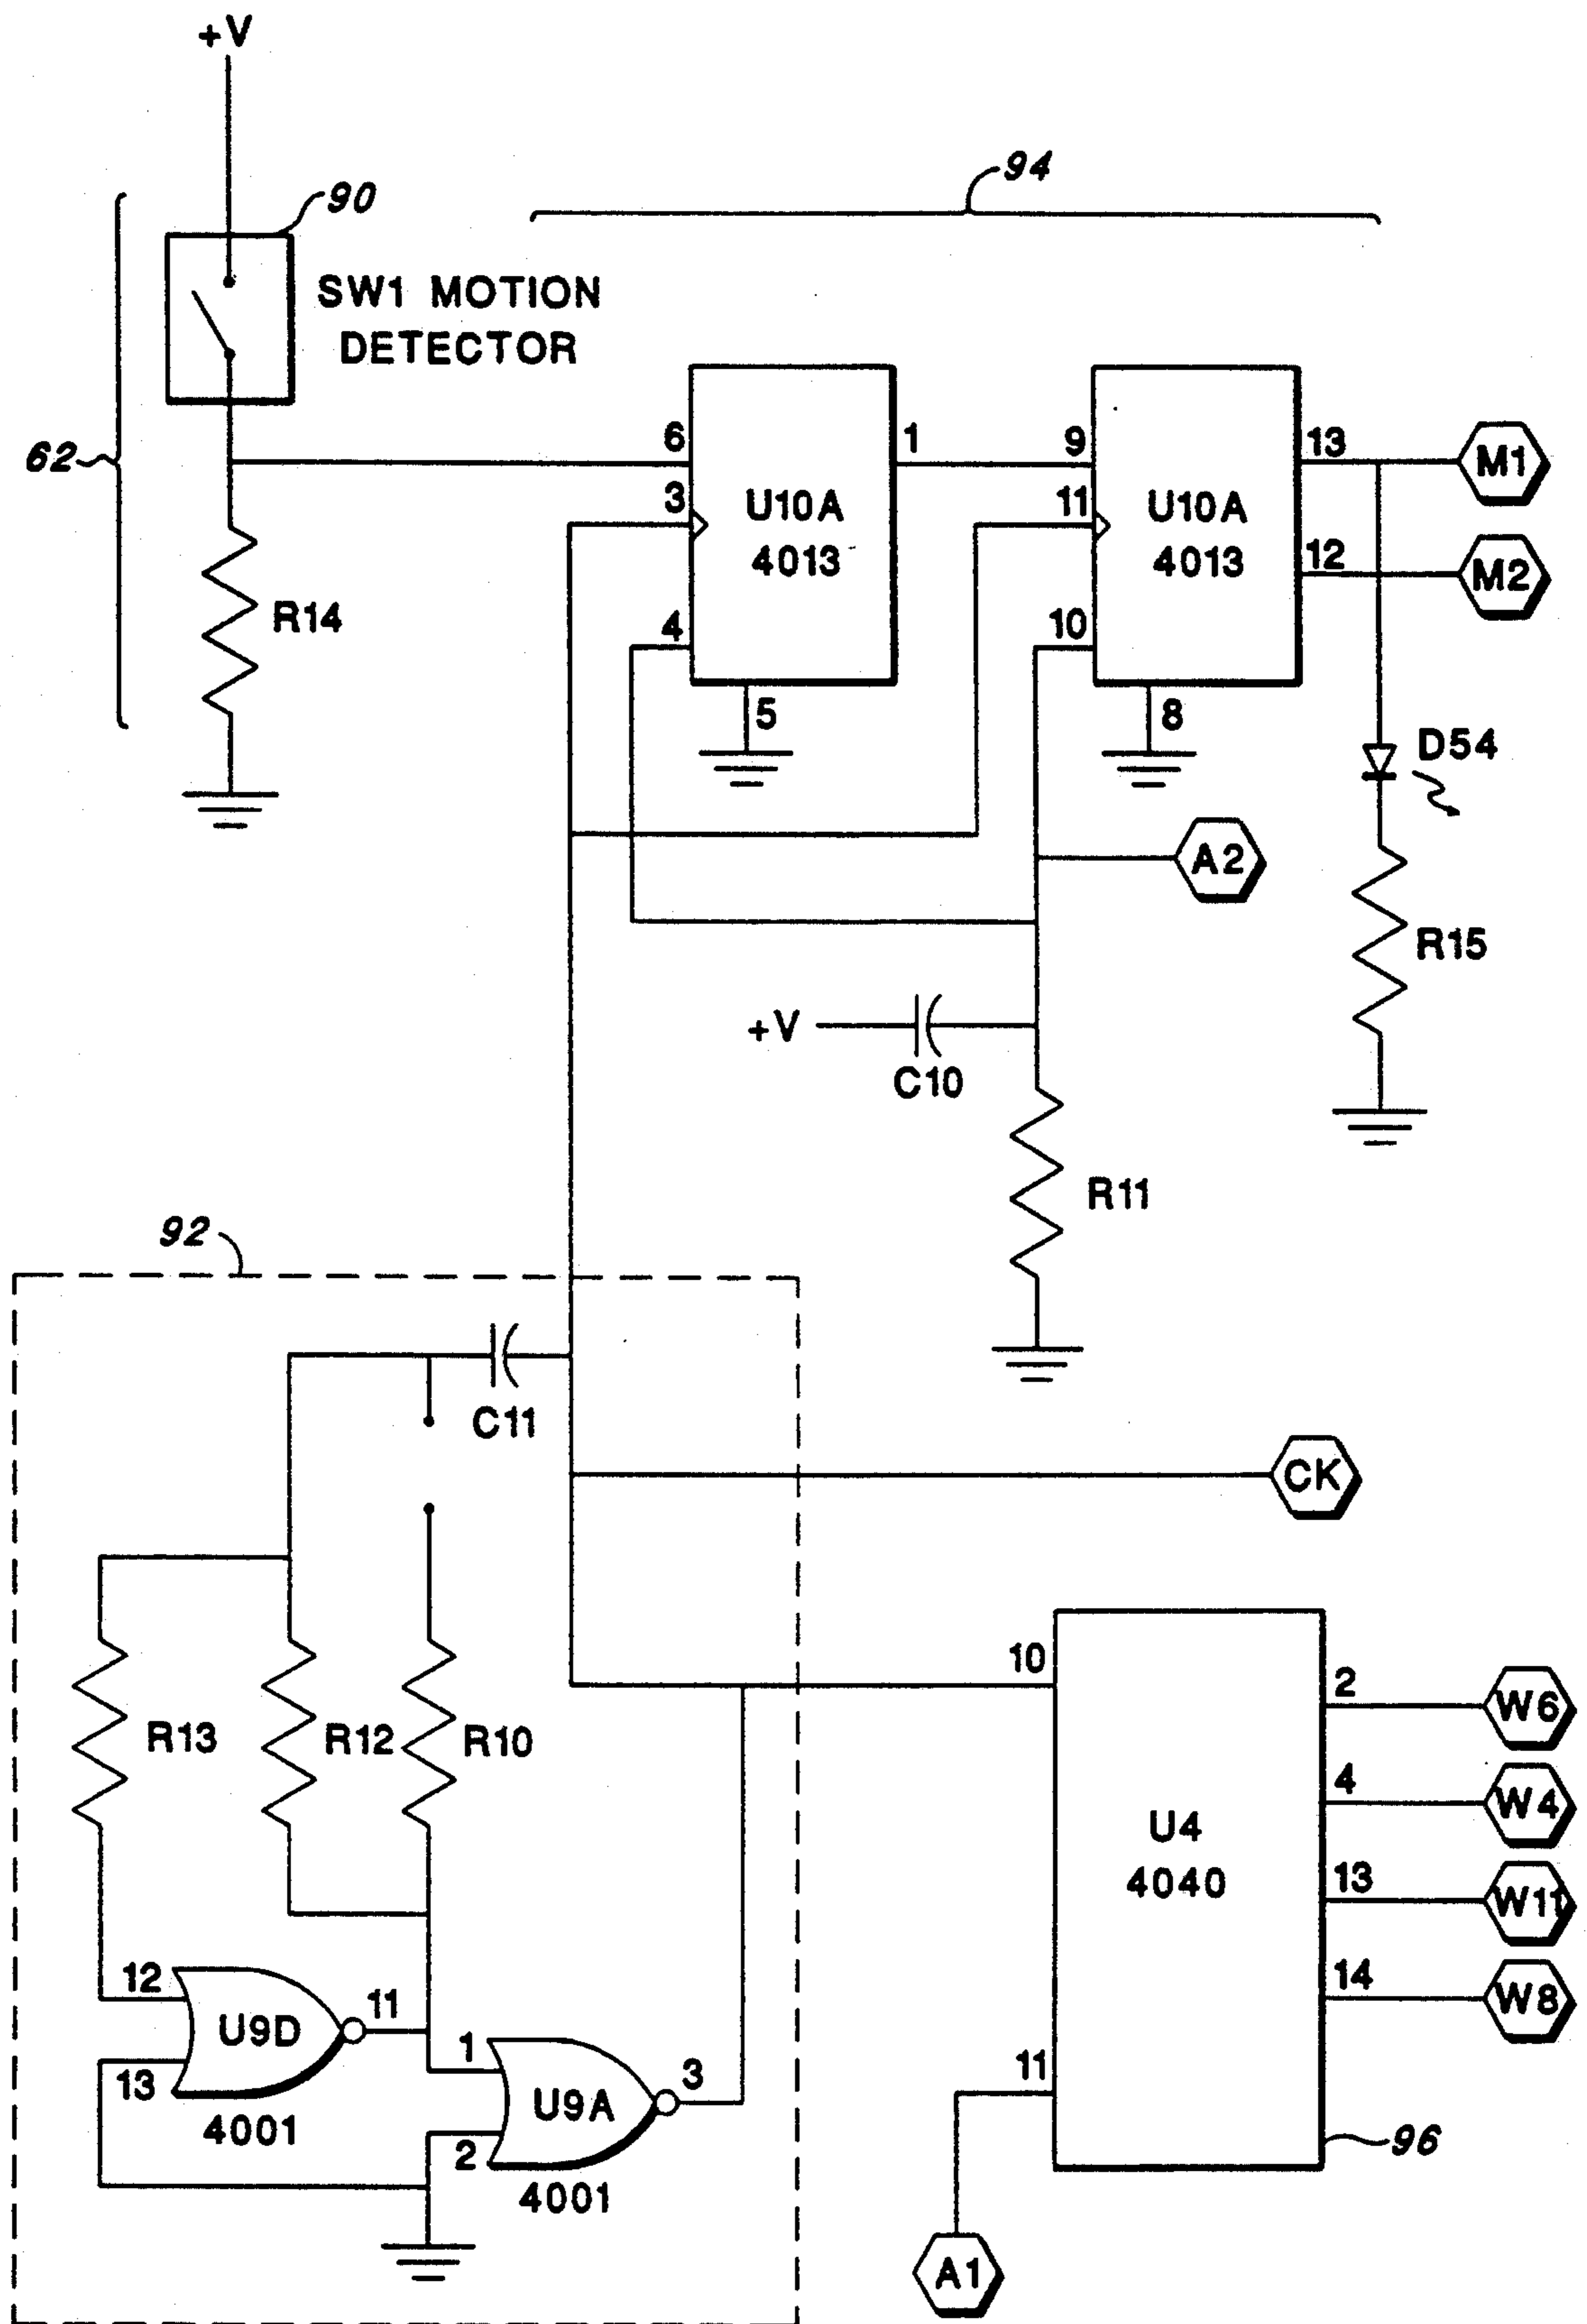 +V
94
90
SW1 MOTION
DETECTOR
62
6
1
9
13
M1
3
11
U10A
4013
U10A
4013
12
M2
R14
4
10
5
8
D54
A2
R15
+V
C10
R11
92
C11
CK
10
2
W6
R13
R12
R10
4
W4
U4
4040
13
W11
12
11
14
W8
U9D
1
3
11
13
U9A
4001
2
96
4001
A1